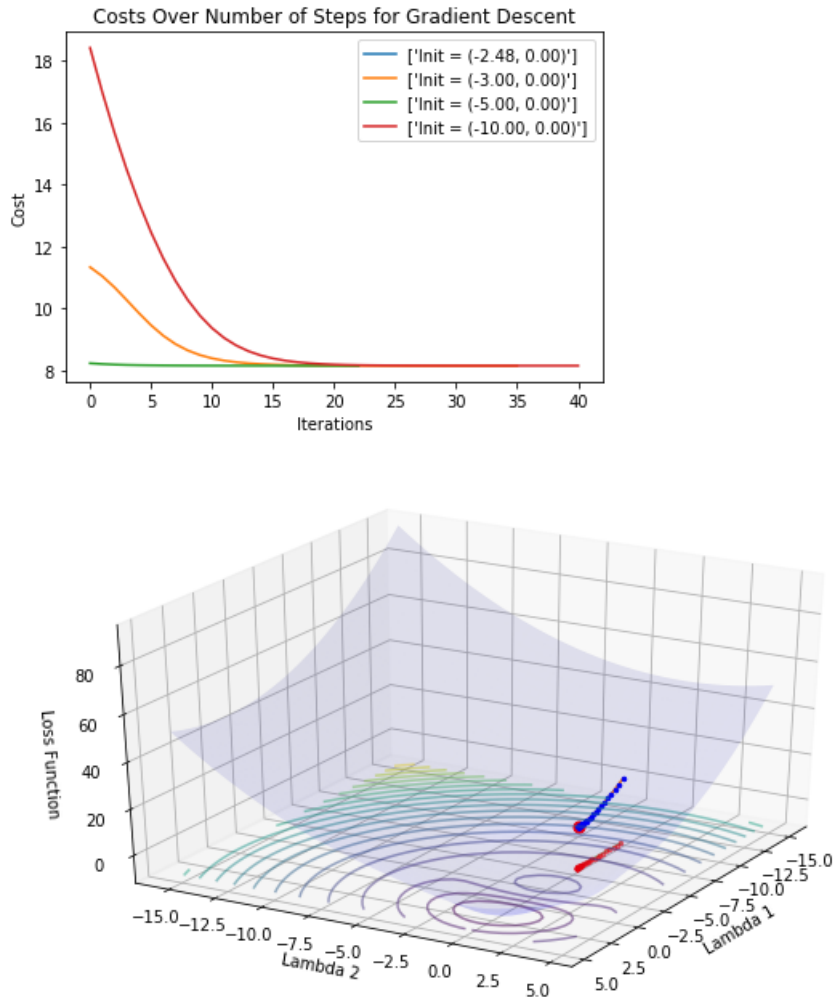 Costs Over Number of Steps for Gradient Descent
18
16
14
12
10
8
Cost
['Init = (-2.48, 0.00)']
['Init = (-3.00, 0.00)']
['Init = (-5.00, 0.00)']
['Init = (-10.00, 0.00)']
0 5 10 15 20 25 30 35 40
Iterations
80
60
40
20
0
Loss Function
−15.0 −12.5 −10.0 −7.5 −5.0 −2.5 0.0 2.5 5.0
Lambda 2
−15.0
−12.5
−10.0
−7.5
−5.0
−2.5
0.0
2.5
5.0
Lambda 1